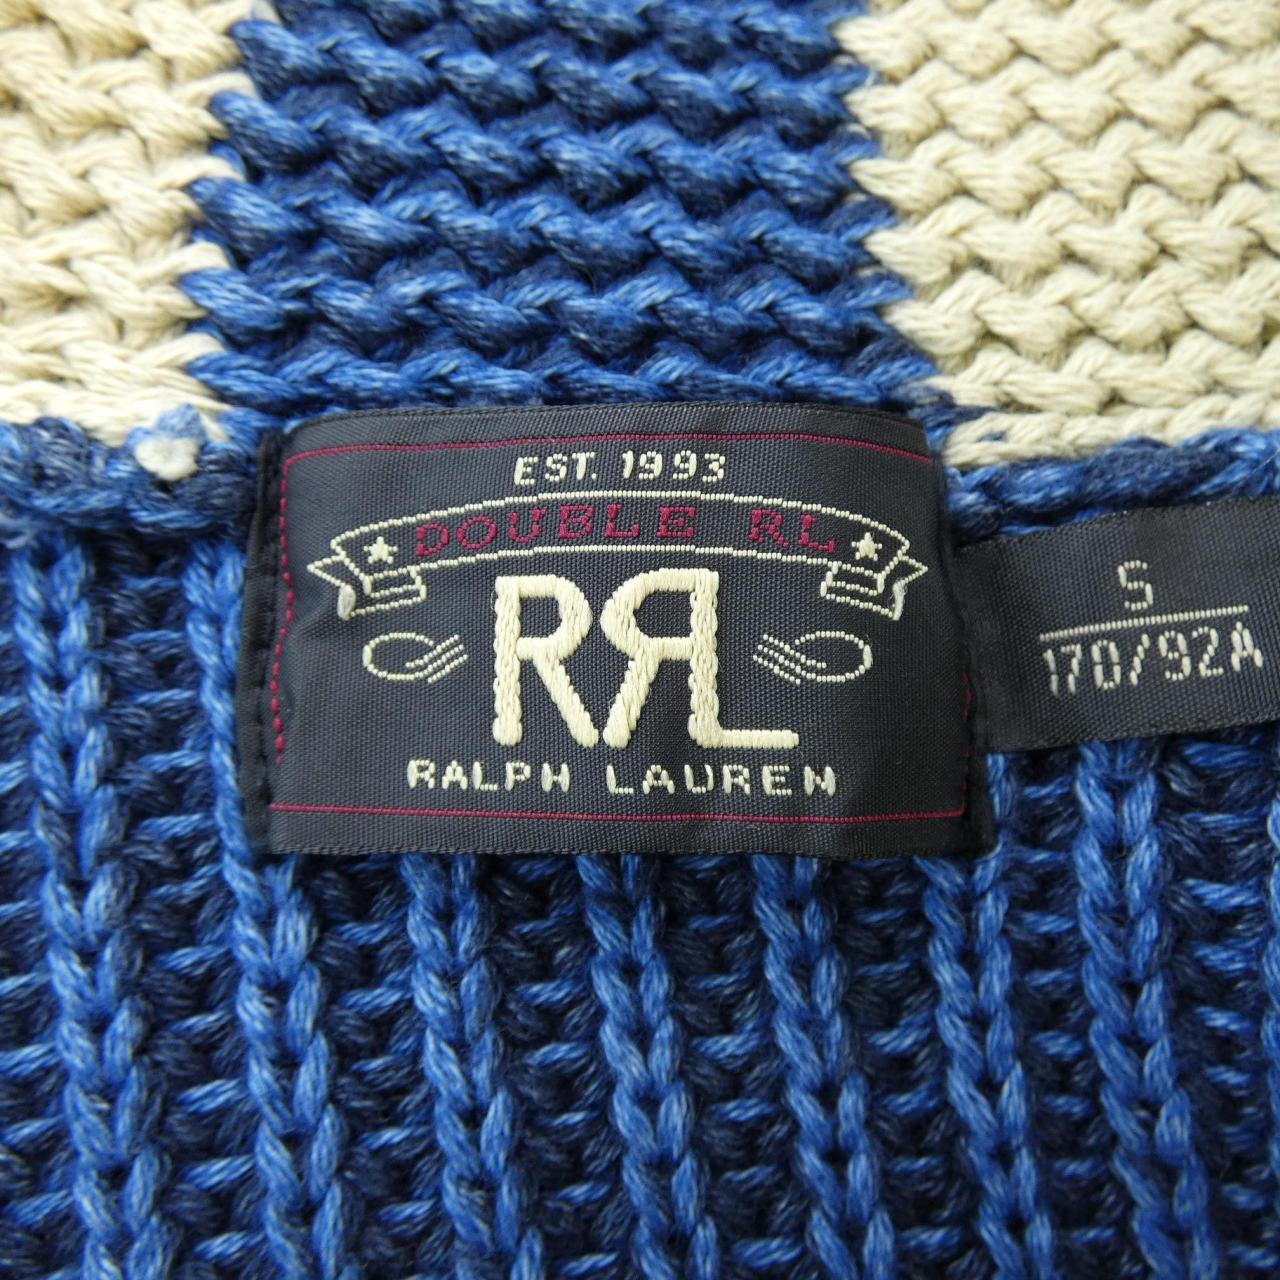 EST. 1993
DOUBLE RL
RRL
RALPH LAUREN
S
170/92A